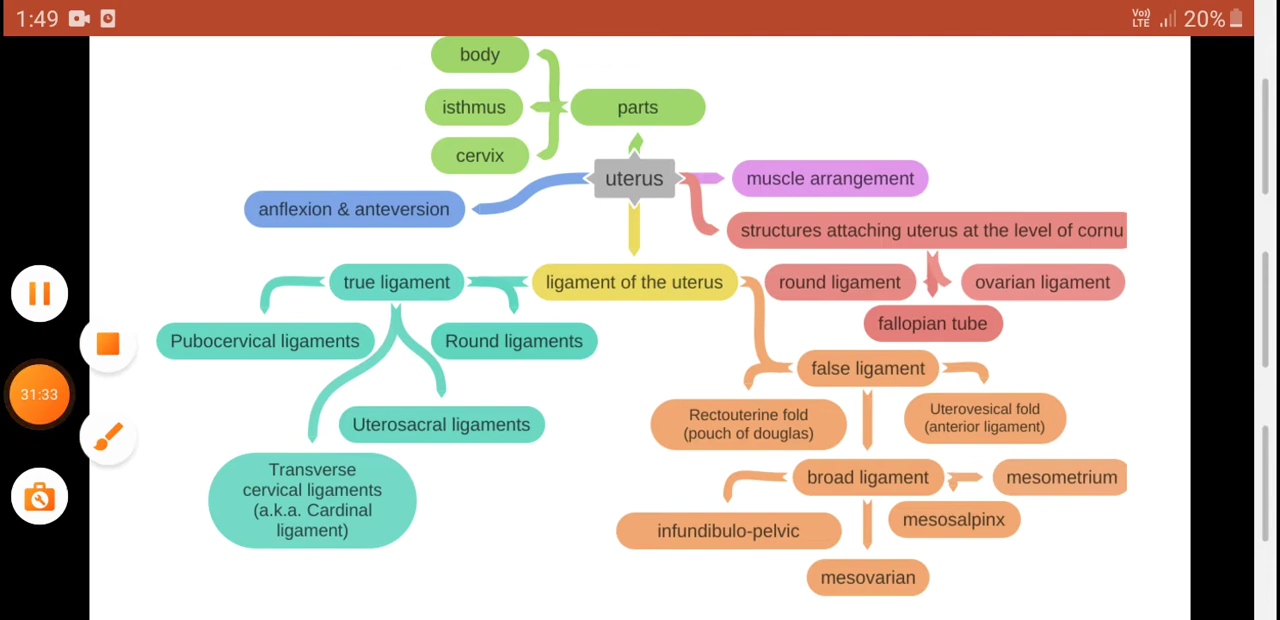 1:49
Vo))
LTE
20%
body
isthmus
parts
cervix
uterus
muscle arrangement
anflexion & anteversion
structures attaching uterus at the level of cornu
true ligament
ligament of the uterus
round ligament
ovarian ligament
fallopian tube
Pubocervical ligaments
Round ligaments
false ligament
Uterosacral ligaments
Rectouterine fold
(pouch of douglas)
Uterovesical fold
(anterior ligament)
31:33
Transverse
cervical ligaments
(a.k.a. Cardinal
ligament)
broad ligament
mesometrium
infundibulo-pelvic
mesosalpinx
mesovarian